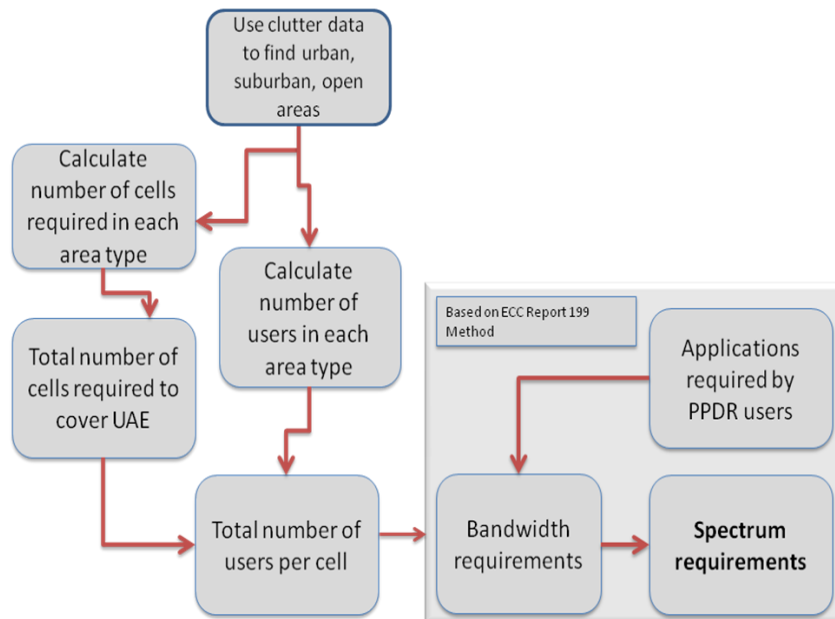 Use clutter data
to find urban,
suburban, open
areas
Calculate
number of cells
required in each
area type
Calculate
number of
users in each
area type
Total number of
cells required to
cover UAE
Based on ECC Report 199
Method
Applications
required by
PPDR users
Total number of
users per cell
Bandwidth
requirements
Spectrum
requirements